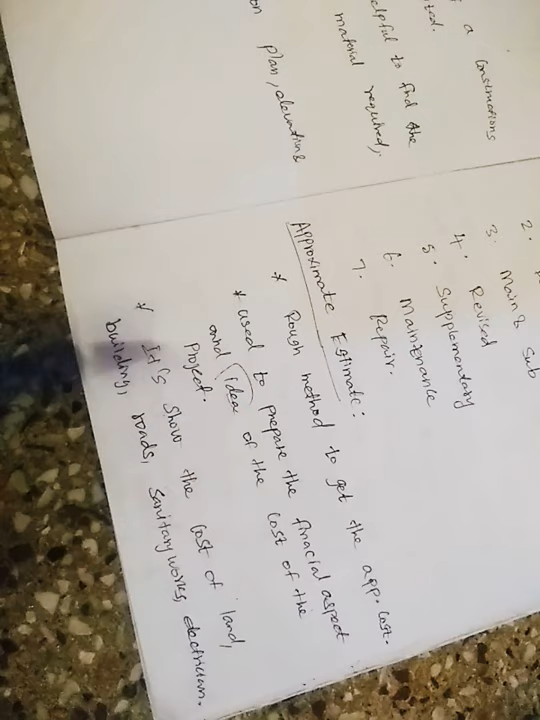 a Constructions
ited.
elpful to find the
material required,
on plan, elevation &
2.
3. Main & Sub
4. Revised
5. Supplementary
6. Maintenance
7. Repair.
Approximate Estimate:
* Rough method to get the app. cost.
* used to prepare the finacial aspect
and idea of the cost of the
project.
* It's show the cost of land,
building, roads, sanitary works, electrician.